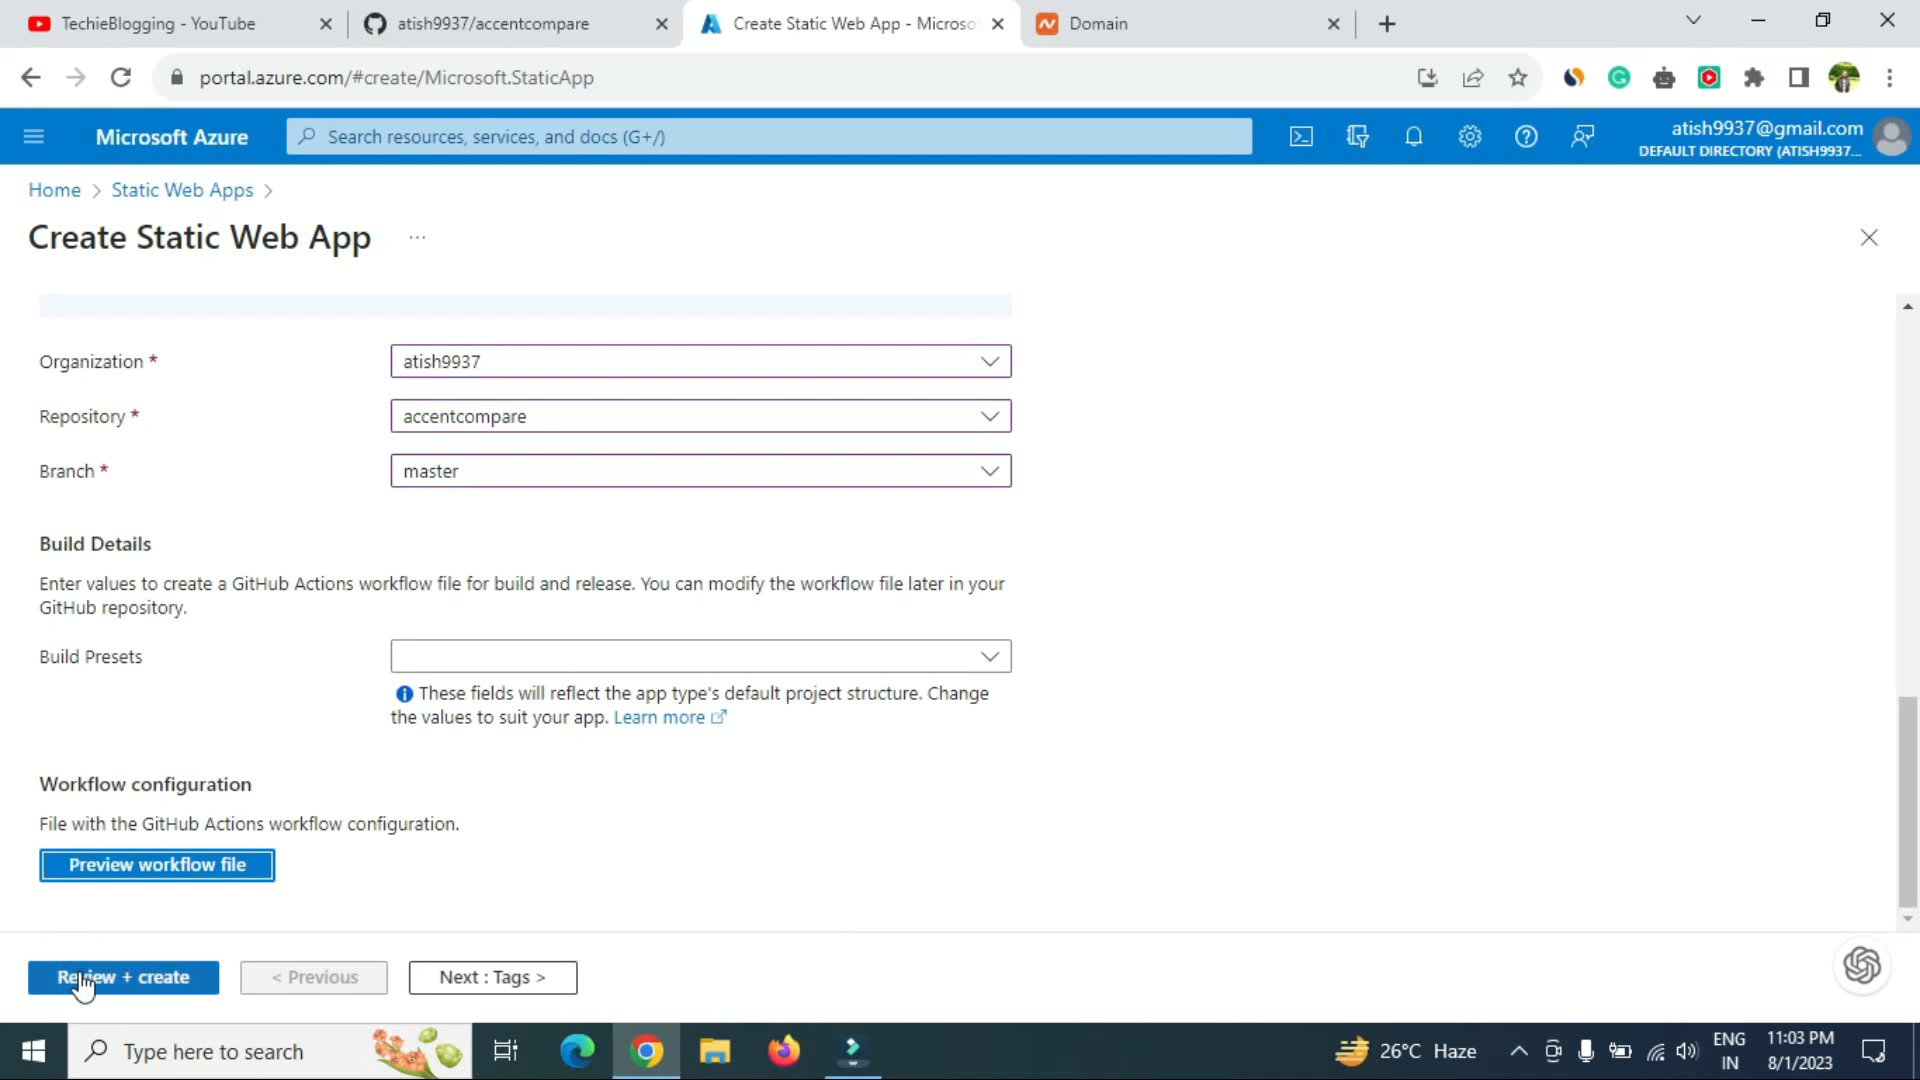 TechieBlogging - YouTube
atish9937/accentcompare
Create Static Web App - Microso
Domain
portal.azure.com/#create/Microsoft.StaticApp
Microsoft Azure
Search resources, services, and docs (G+/)
atish9937@gmail.com
DEFAULT DIRECTORY (ATISH9937...
Home > Static Web Apps >
Create Static Web App ...
Organization * atish9937
Repository * accentcompare
Branch * master
Build Details
Enter values to create a GitHub Actions workflow file for build and release. You can modify the workflow file later in your
GitHub repository.
Build Presets
These fields will reflect the app type's default project structure. Change
the values to suit your app. Learn more
Workflow configuration
File with the GitHub Actions workflow configuration.
Preview workflow file
Review + create
< Previous
Next : Tags >
Type here to search
26°C Haze
ENG
IN
11:03 PM
8/1/2023